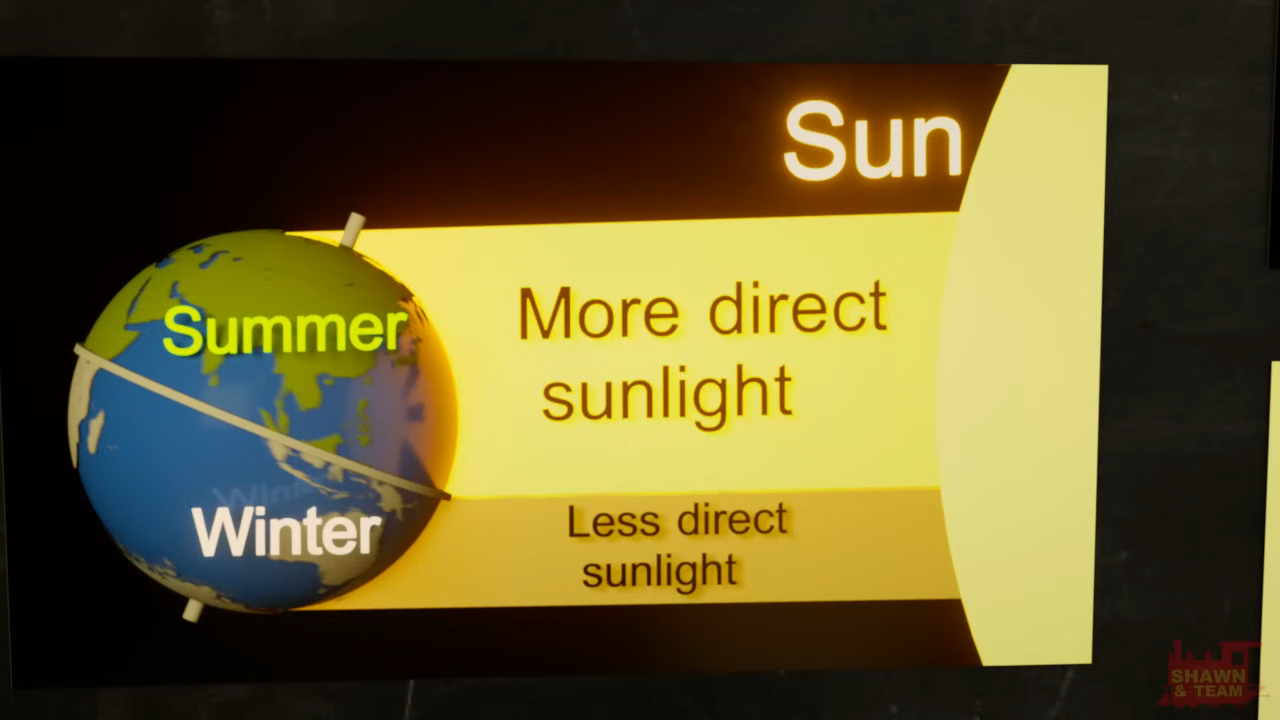 Sun
More direct
sunlight
Summer
Less direct
sunlight
Winter
SHAWN
& TEAM